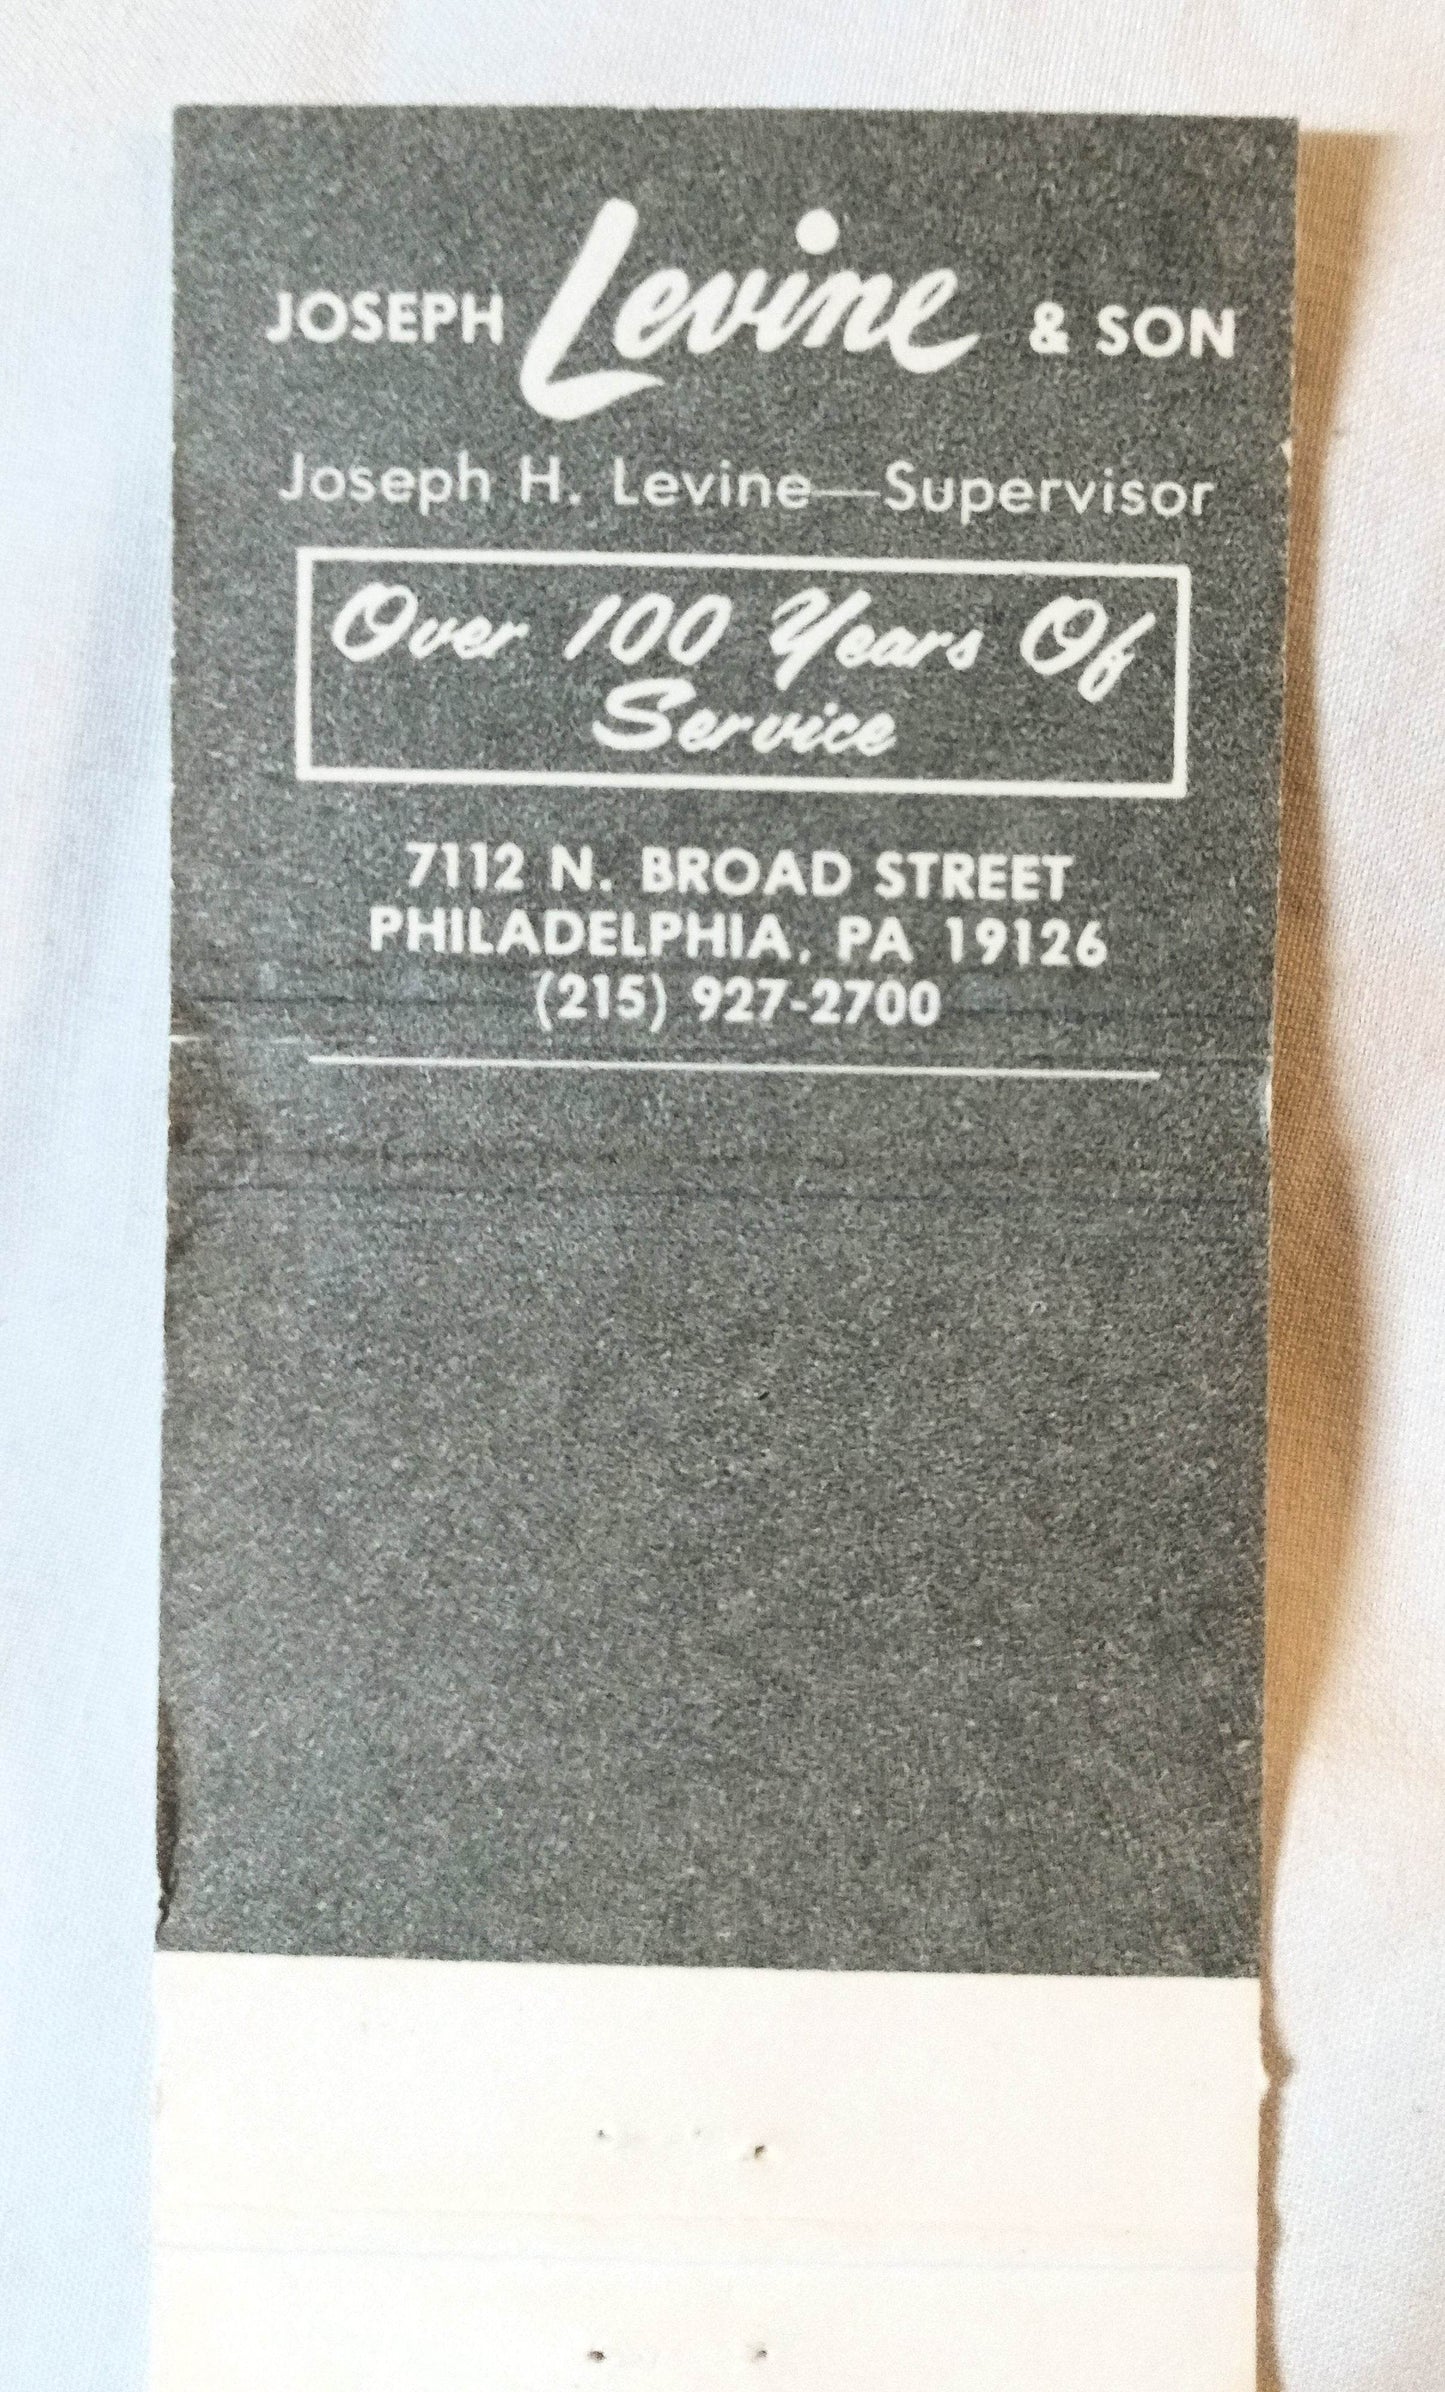 JOSEPH Levine & SON
Joseph H. Levine—Supervisor
Over 100 Years Of
Service
7112 N. BROAD STREET
PHILADELPHIA, PA 19126
(215) 927-2700